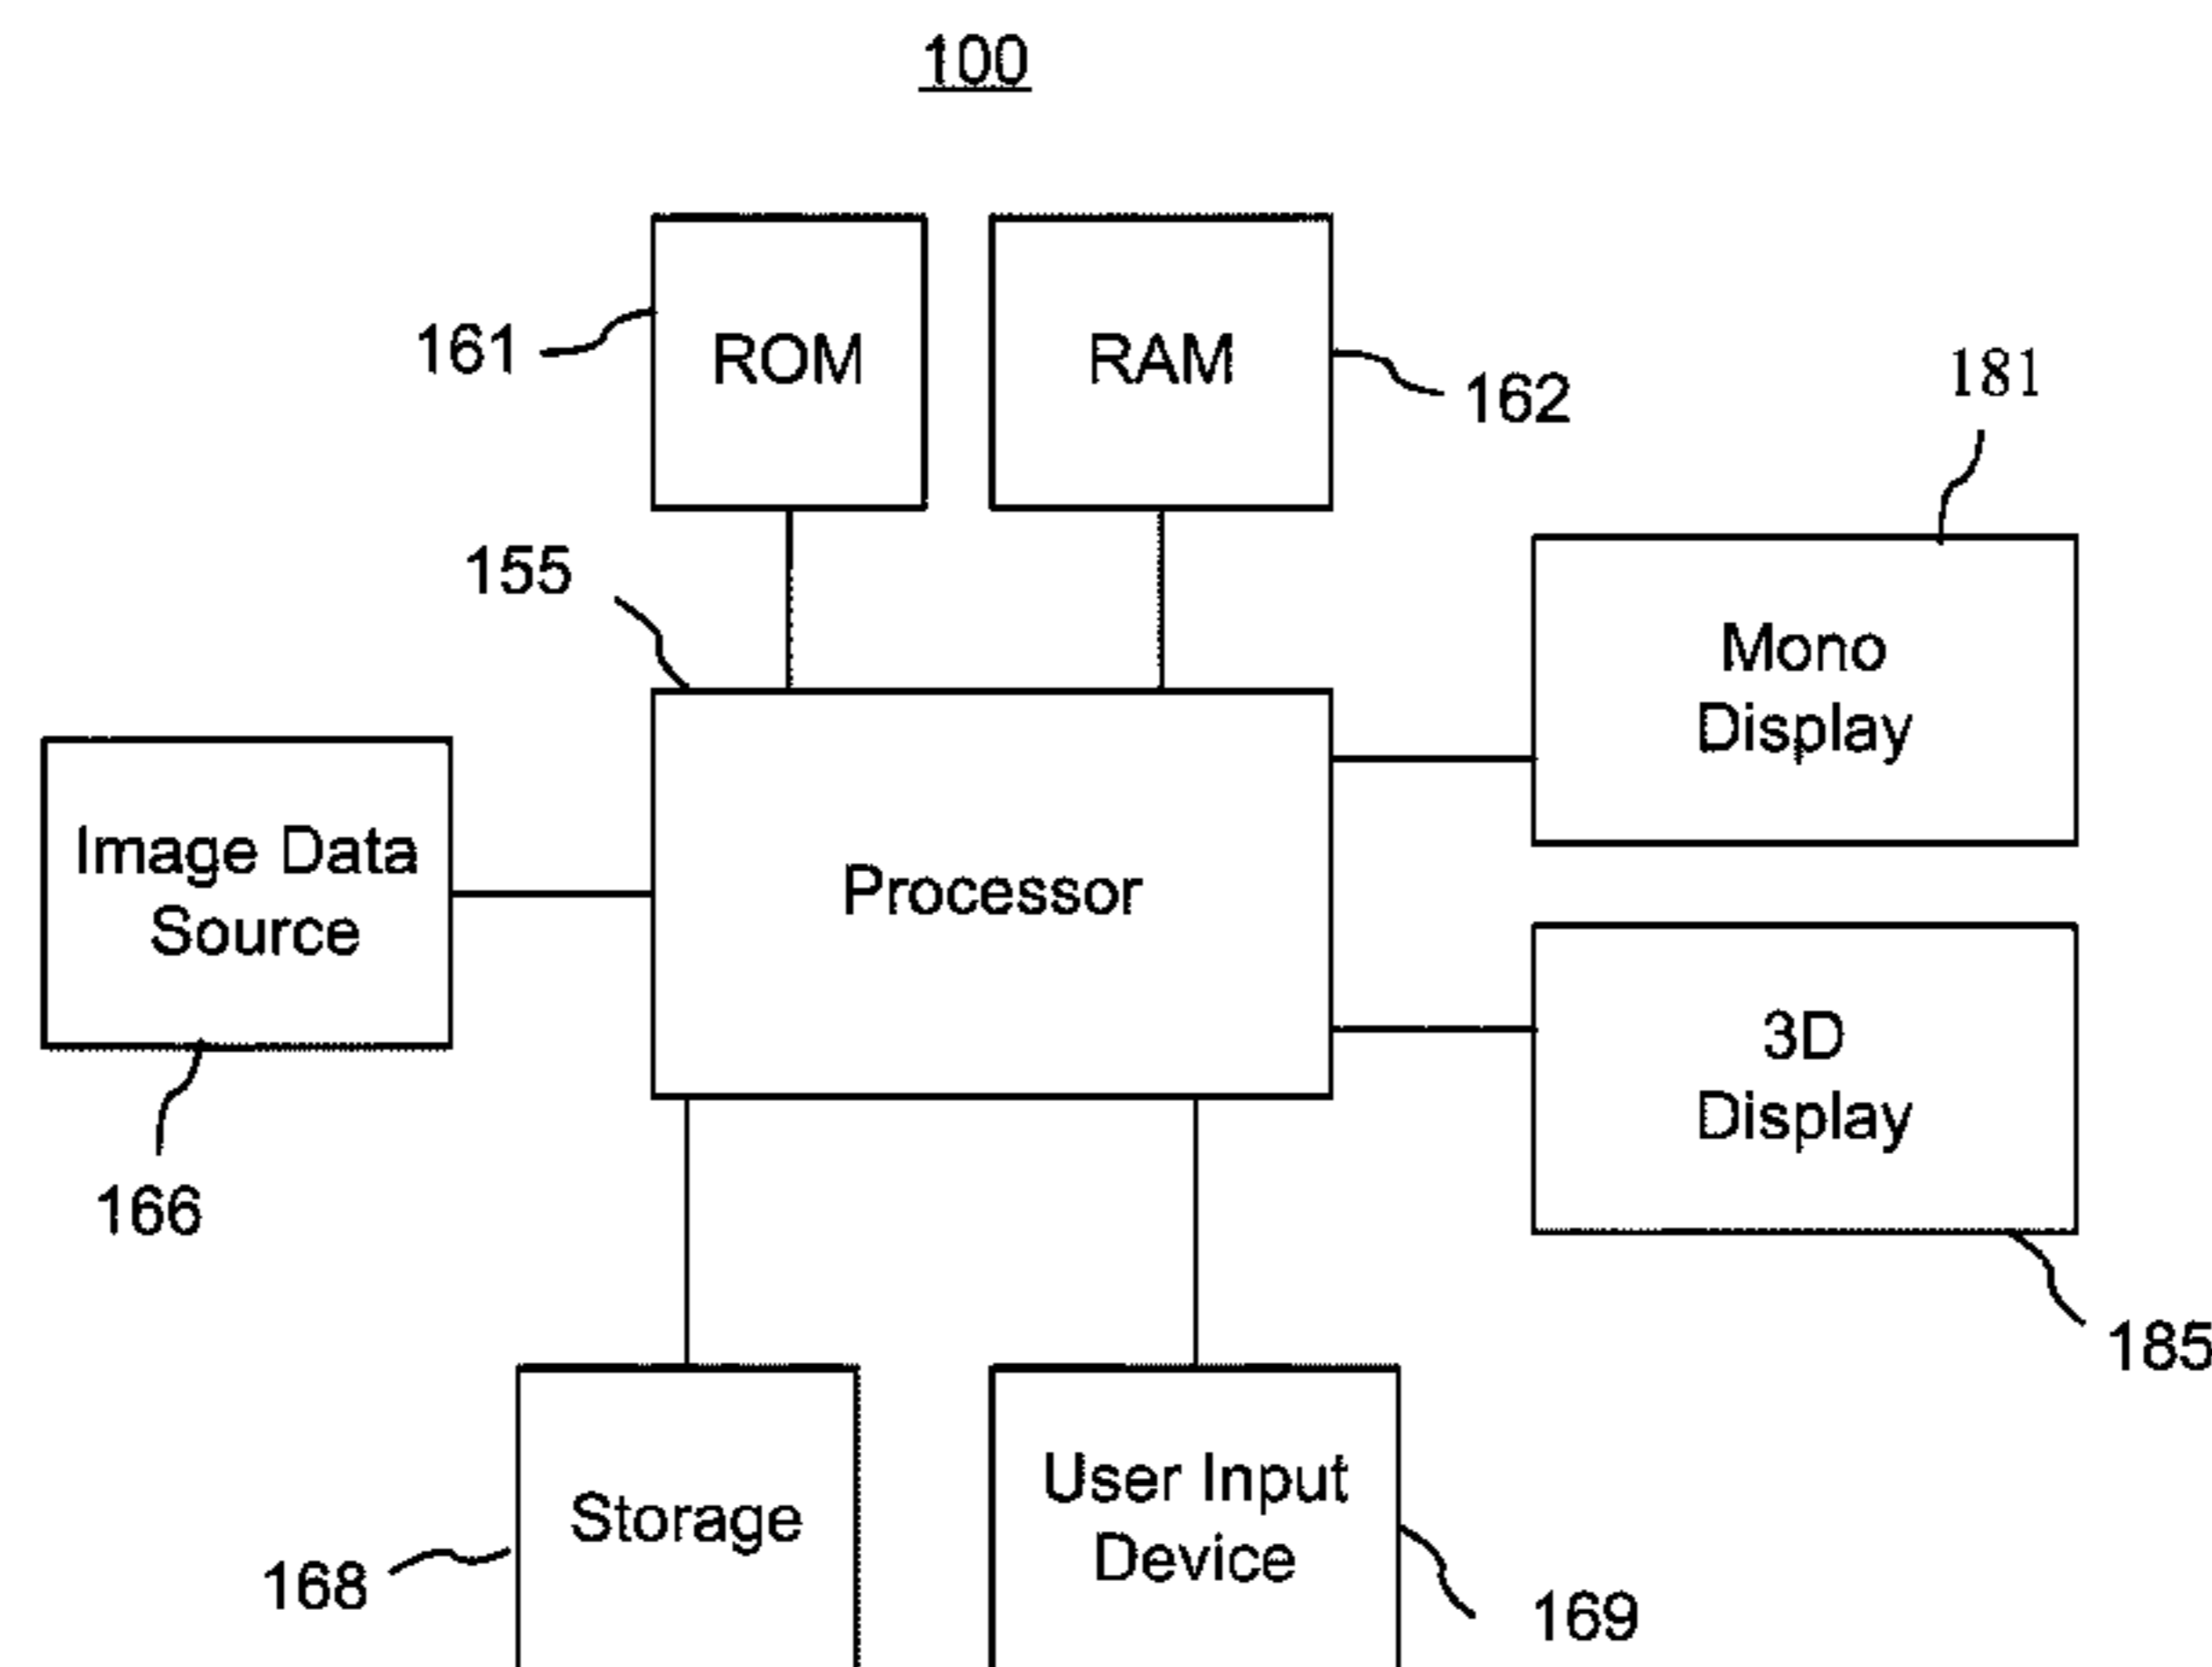 100
161
ROM
RAM
162
181
155
Mono
Display
Image Data
Source
Processor
3D
Display
166
185
Storage
User Input
Device
168
169